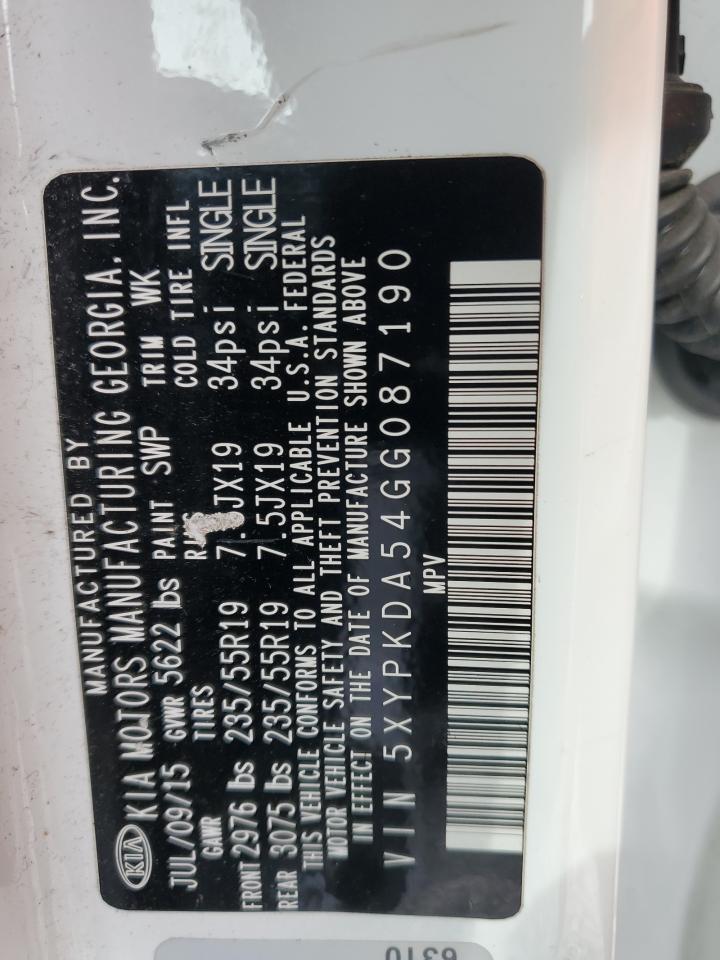 MANUFACTURED BY
KIA KIA MOTORS MANUFACTURING GEORGIA, INC.
JUL/09/15 GVWR 5622 lbs PAINT SWP TRIM WK
GAWR TIRES COLD TIRE INFL
FRONT 2976 lbs 235/55R19 JX19 34psi SINGLE
REAR 3075 lbs 235/55R19 7.5JX19 34psi SINGLE
THIS VEHICLE CONFORMS TO ALL APPLICABLE U.S.A. FEDERAL
MOTOR VEHICLE SAFETY AND THEFT PREVENTION STANDARDS
IN EFFECT ON THE DATE OF MANUFACTURE SHOWN ABOVE
VIN 5XYPKDA54GG087190
MPV
6310